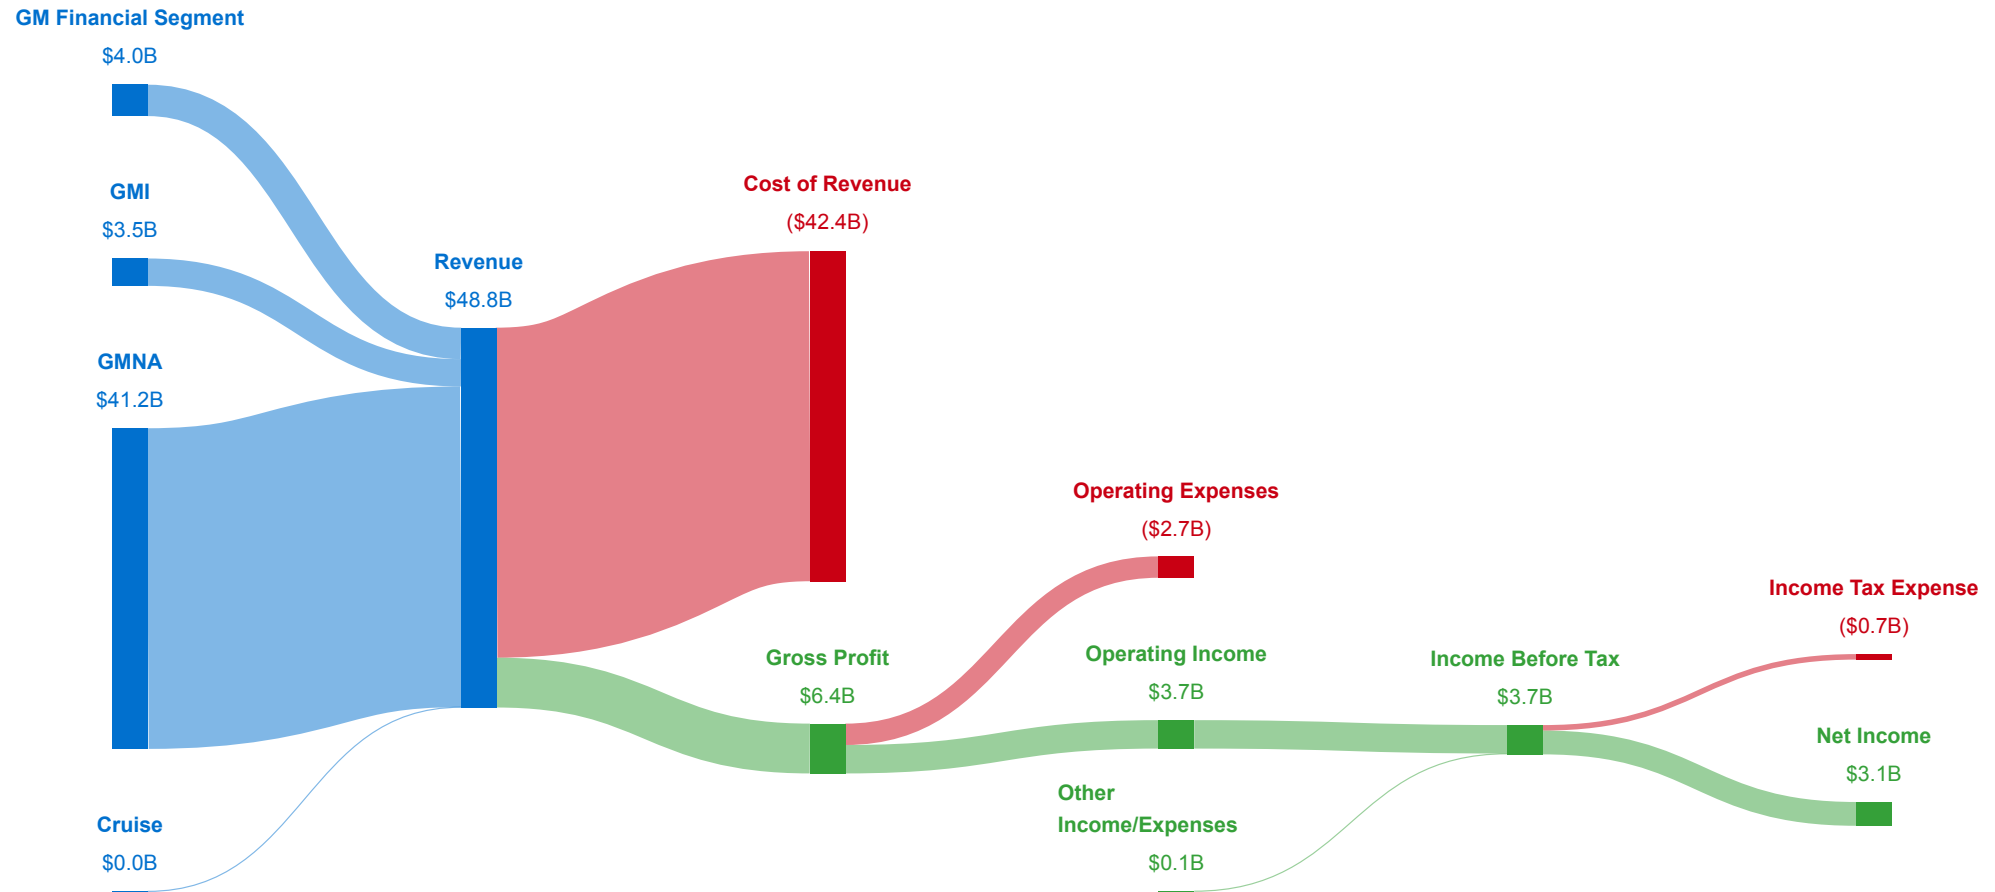 GM Financial Segment
$4.0B
GMI
$3.5B
GMNA
$41.2B
Cruise
$0.0B
Revenue
$48.8B
Cost of Revenue
($42.4B)
Gross Profit
$6.4B
Operating Expenses
($2.7B)
Operating Income
$3.7B
Other
Income/Expenses
$0.1B
Income Before Tax
$3.7B
Income Tax Expense
($0.7B)
Net Income
$3.1B